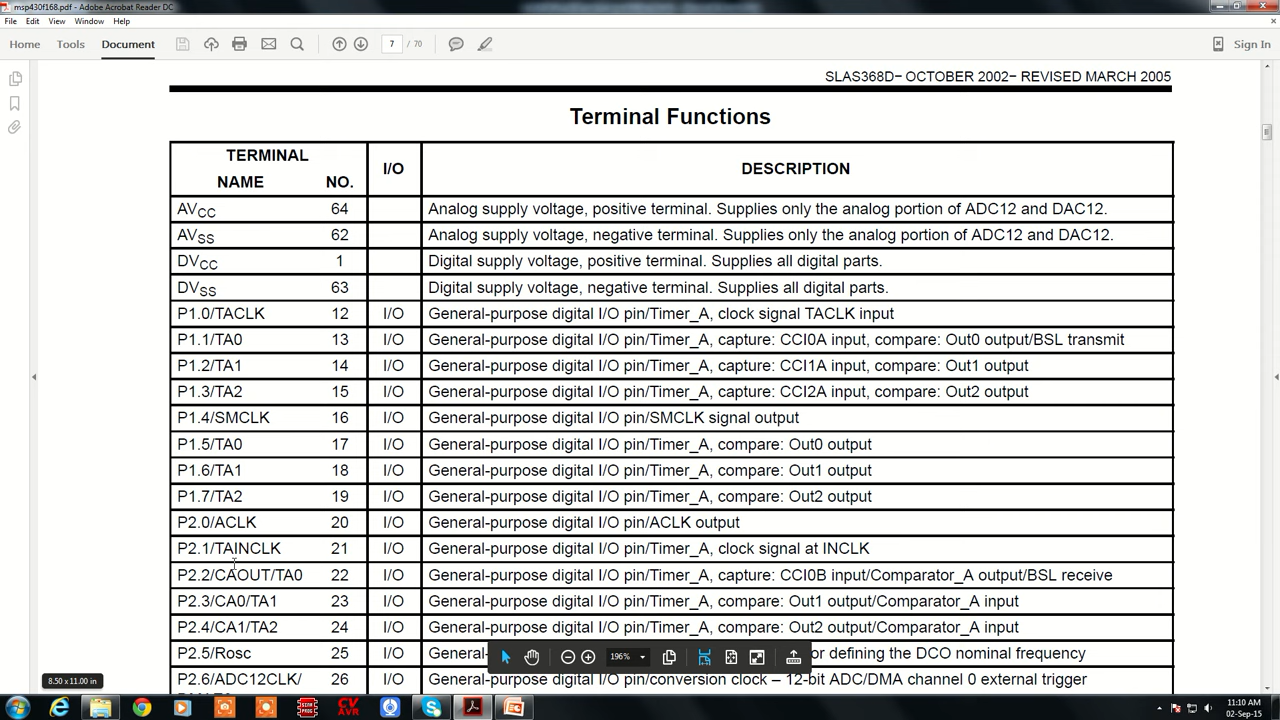 msp430f168.pdf - Adobe Acrobat Reader DC
File Edit View Window Help
Home Tools Document 7 / 70 Sign In
SLAS368D− OCTOBER 2002− REVISED MARCH 2005
Terminal Functions
TERMINAL
NAME NO. I/O DESCRIPTION
AVCC 64 Analog supply voltage, positive terminal. Supplies only the analog portion of ADC12 and DAC12.
AVSS 62 Analog supply voltage, negative terminal. Supplies only the analog portion of ADC12 and DAC12.
DVCC 1 Digital supply voltage, positive terminal. Supplies all digital parts.
DVSS 63 Digital supply voltage, negative terminal. Supplies all digital parts.
P1.0/TACLK 12 I/O General-purpose digital I/O pin/Timer_A, clock signal TACLK input
P1.1/TA0 13 I/O General-purpose digital I/O pin/Timer_A, capture: CCI0A input, compare: Out0 output/BSL transmit
P1.2/TA1 14 I/O General-purpose digital I/O pin/Timer_A, capture: CCI1A input, compare: Out1 output
P1.3/TA2 15 I/O General-purpose digital I/O pin/Timer_A, capture: CCI2A input, compare: Out2 output
P1.4/SMCLK 16 I/O General-purpose digital I/O pin/SMCLK signal output
P1.5/TA0 17 I/O General-purpose digital I/O pin/Timer_A, compare: Out0 output
P1.6/TA1 18 I/O General-purpose digital I/O pin/Timer_A, compare: Out1 output
P1.7/TA2 19 I/O General-purpose digital I/O pin/Timer_A, compare: Out2 output
P2.0/ACLK 20 I/O General-purpose digital I/O pin/ACLK output
P2.1/TAINCLK 21 I/O General-purpose digital I/O pin/Timer_A, clock signal at INCLK
P2.2/CAOUT/TA0 22 I/O General-purpose digital I/O pin/Timer_A, capture: CCI0B input/Comparator_A output/BSL receive
P2.3/CA0/TA1 23 I/O General-purpose digital I/O pin/Timer_A, compare: Out1 output/Comparator_A input
P2.4/CA1/TA2 24 I/O General-purpose digital I/O pin/Timer_A, compare: Out2 output/Comparator_A input
P2.5/Rosc 25 I/O General- or defining the DCO nominal frequency
196%
P2.6/ADC12CLK/ 26 I/O General-purpose digital I/O pin/conversion clock – 12-bit ADC/DMA channel 0 external trigger
8.50 x 11.00 in
CV AVR
11:10 AM
02-Sep-15